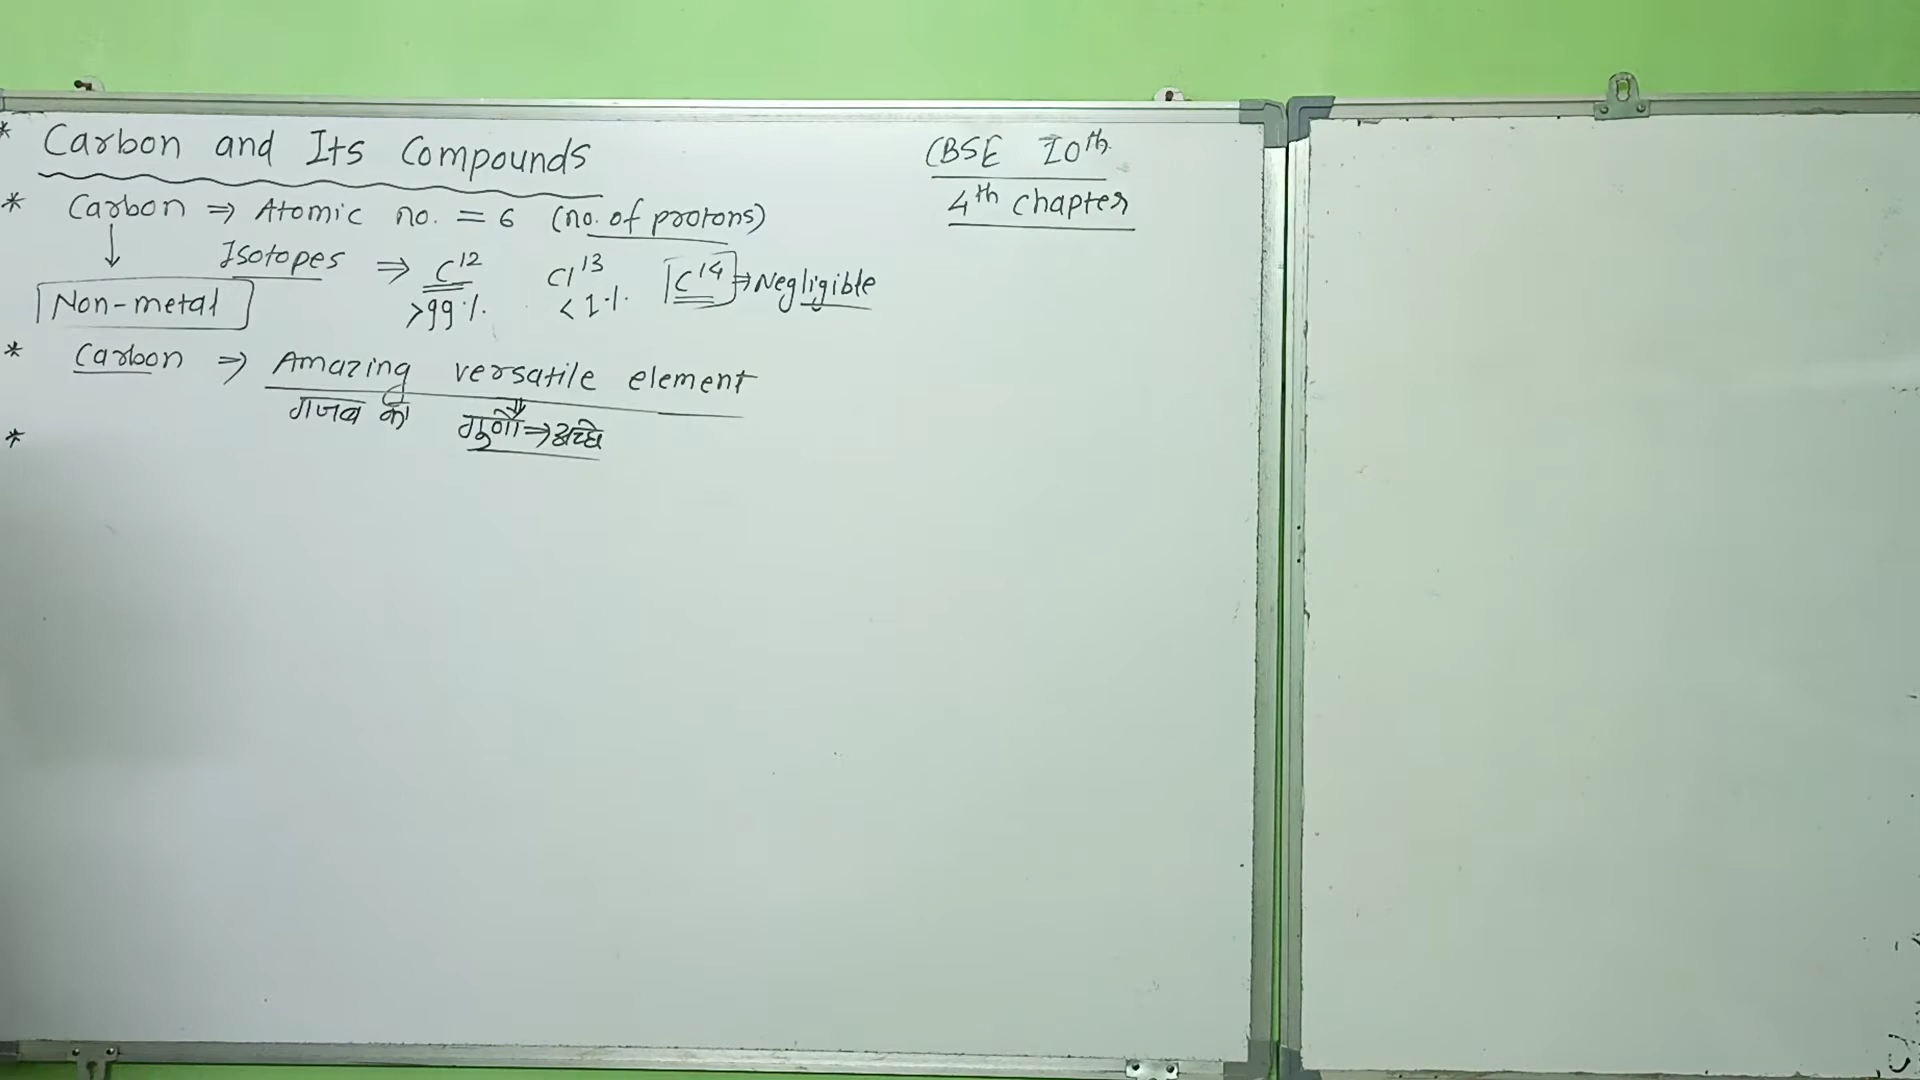 * Carbon and Its Compounds
CBSE 10th
4th chapter
* Carbon ⇒ Atomic no. = 6 (no. of protons)
↓ Isotopes ⇒ C¹² C1¹³ C¹⁴ ⇒ Negligible
Non-metal >99% <1%
* Carbon ⇒ Amazing versatile element
गजब का गुणों ⇒ अच्छे
*